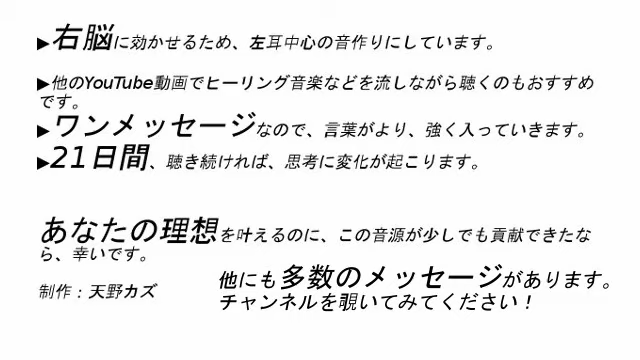 ▶右脳に効かせるため、左耳中心の音作りにしています。
▶他のYouTube動画でヒーリング音楽などを流しながら聴くのもおすすめ
です。
▶ワンメッセージなので、言葉がより、強く入っていきます。
▶21日間、聴き続ければ、思考に変化が起こります。
あなたの理想を叶えるのに、この音源が少しでも貢献できたな
ら、幸いです。
制作：天野カズ
他にも多数のメッセージがあります。
チャンネルを覗いてみてください！